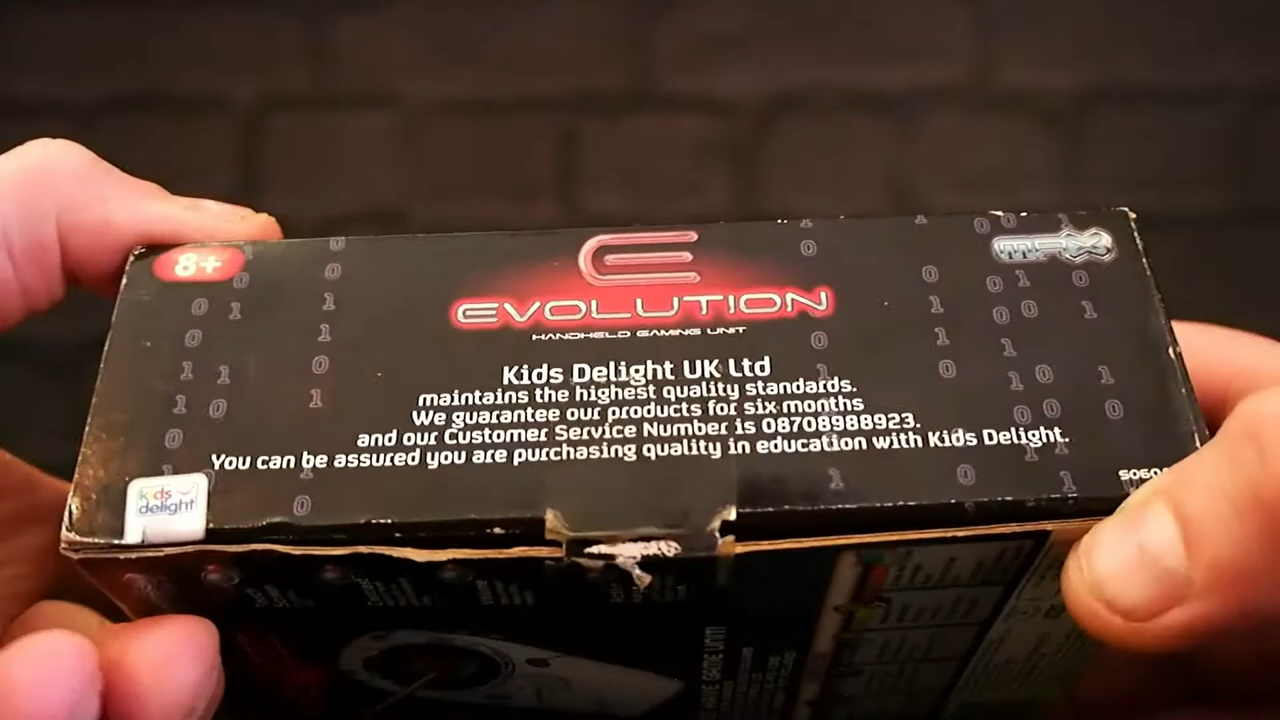 8+
E
MAX
EVOLUTION
HANDHELD GAMING UNIT
Kids Delight UK Ltd
maintains the highest quality standards.
We guarantee our products for six months
and our Customer Service Number is 08708988923.
You can be assured you are purchasing quality in education with Kids Delight.
kids
delight